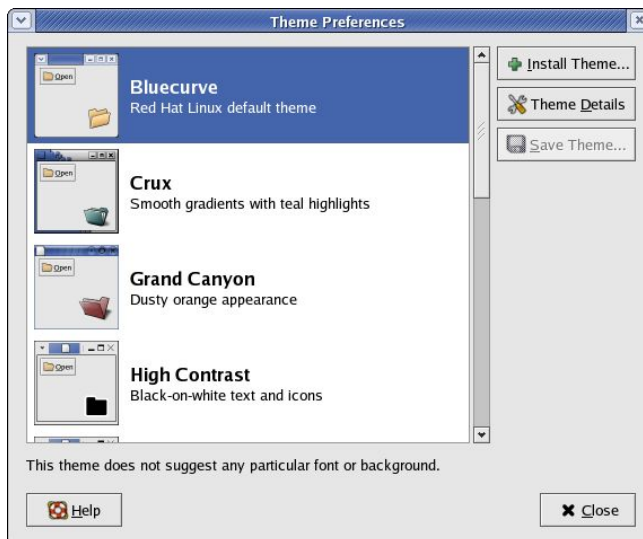 Theme Preferences
Open
Bluecurve
Red Hat Linux default theme
Open
Crux
Smooth gradients with teal highlights
Open
Grand Canyon
Dusty orange appearance
Open
High Contrast
Black-on-white text and icons
Install Theme...
Theme Details
Save Theme...
This theme does not suggest any particular font or background.
Help
Close